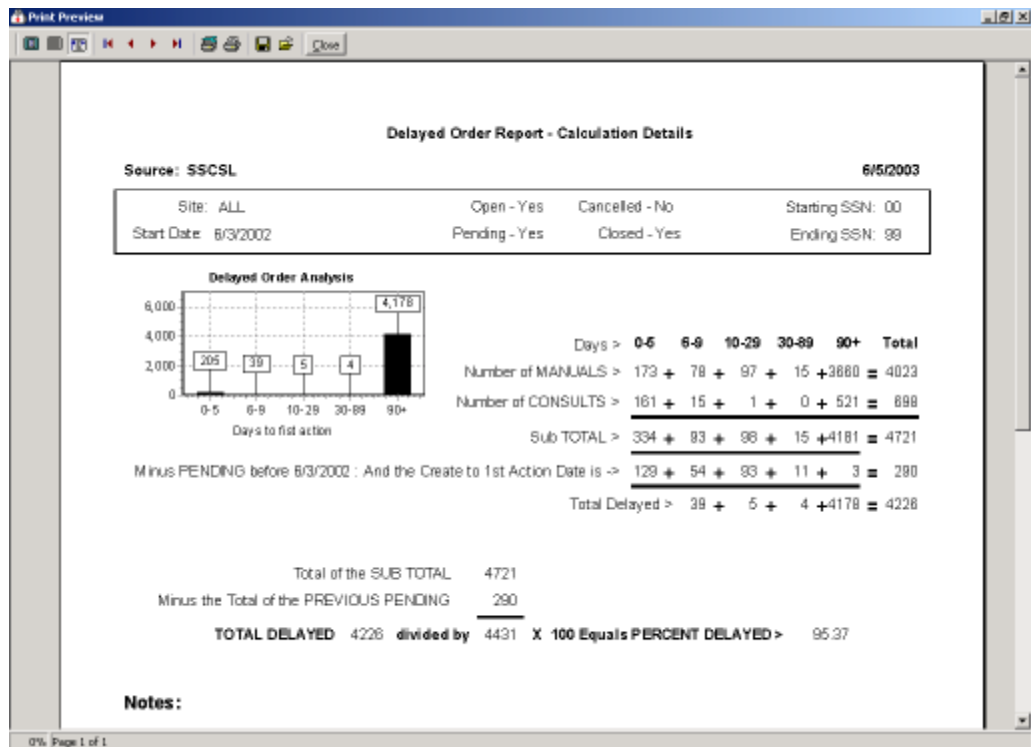 Print Preview
Close
Delayed Order Report - Calculation Details
Source: SSCSL 6/5/2003
Site: ALL Open - Yes Cancelled - No Starting SSN: 00
Start Date: 6/3/2002 Pending - Yes Closed - Yes Ending SSN: 99
Delayed Order Analysis
6,000
4,000
2,000
0
205 39 5 4 4,178
0-5 6-9 10-29 30-89 90+
Days to fist action
Days > 0-5 6-9 10-29 30-89 90+ Total
Number of MANUALS > 173 + 78 + 97 + 15 +3660 = 4023
Number of CONSULTS > 161 + 15 + 1 + 0 + 521 = 698
Sub TOTAL > 334 + 93 + 98 + 15 +4181 = 4721
Minus PENDING before 6/3/2002 : And the Create to 1st Action Date is -> 129 + 54 + 93 + 11 + 3 = 290
Total Delayed > 39 + 5 + 4 +4178 = 4226
Total of the SUB TOTAL 4721
Minus the Total of the PREVIOUS PENDING 290
TOTAL DELAYED 4226 divided by 4431 X 100 Equals PERCENT DELAYED > 95.37
Notes:
0% Page 1 of 1